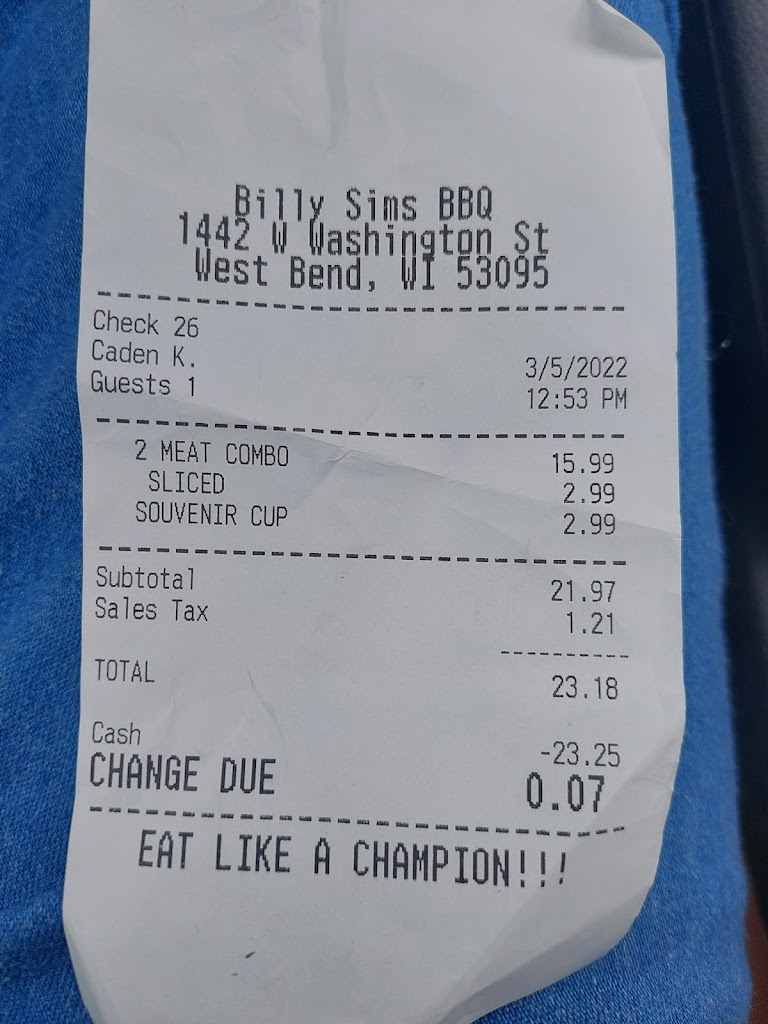 Billy Sims BBQ
1442 W Washington St
West Bend, WI 53095
Check 26
Caden K. 3/5/2022
Guests 1 12:53 PM
2 MEAT COMBO 15.99
SLICED 2.99
SOUVENIR CUP 2.99
Subtotal 21.97
Sales Tax 1.21
TOTAL 23.18
Cash -23.25
CHANGE DUE 0.07
EAT LIKE A CHAMPION!!!